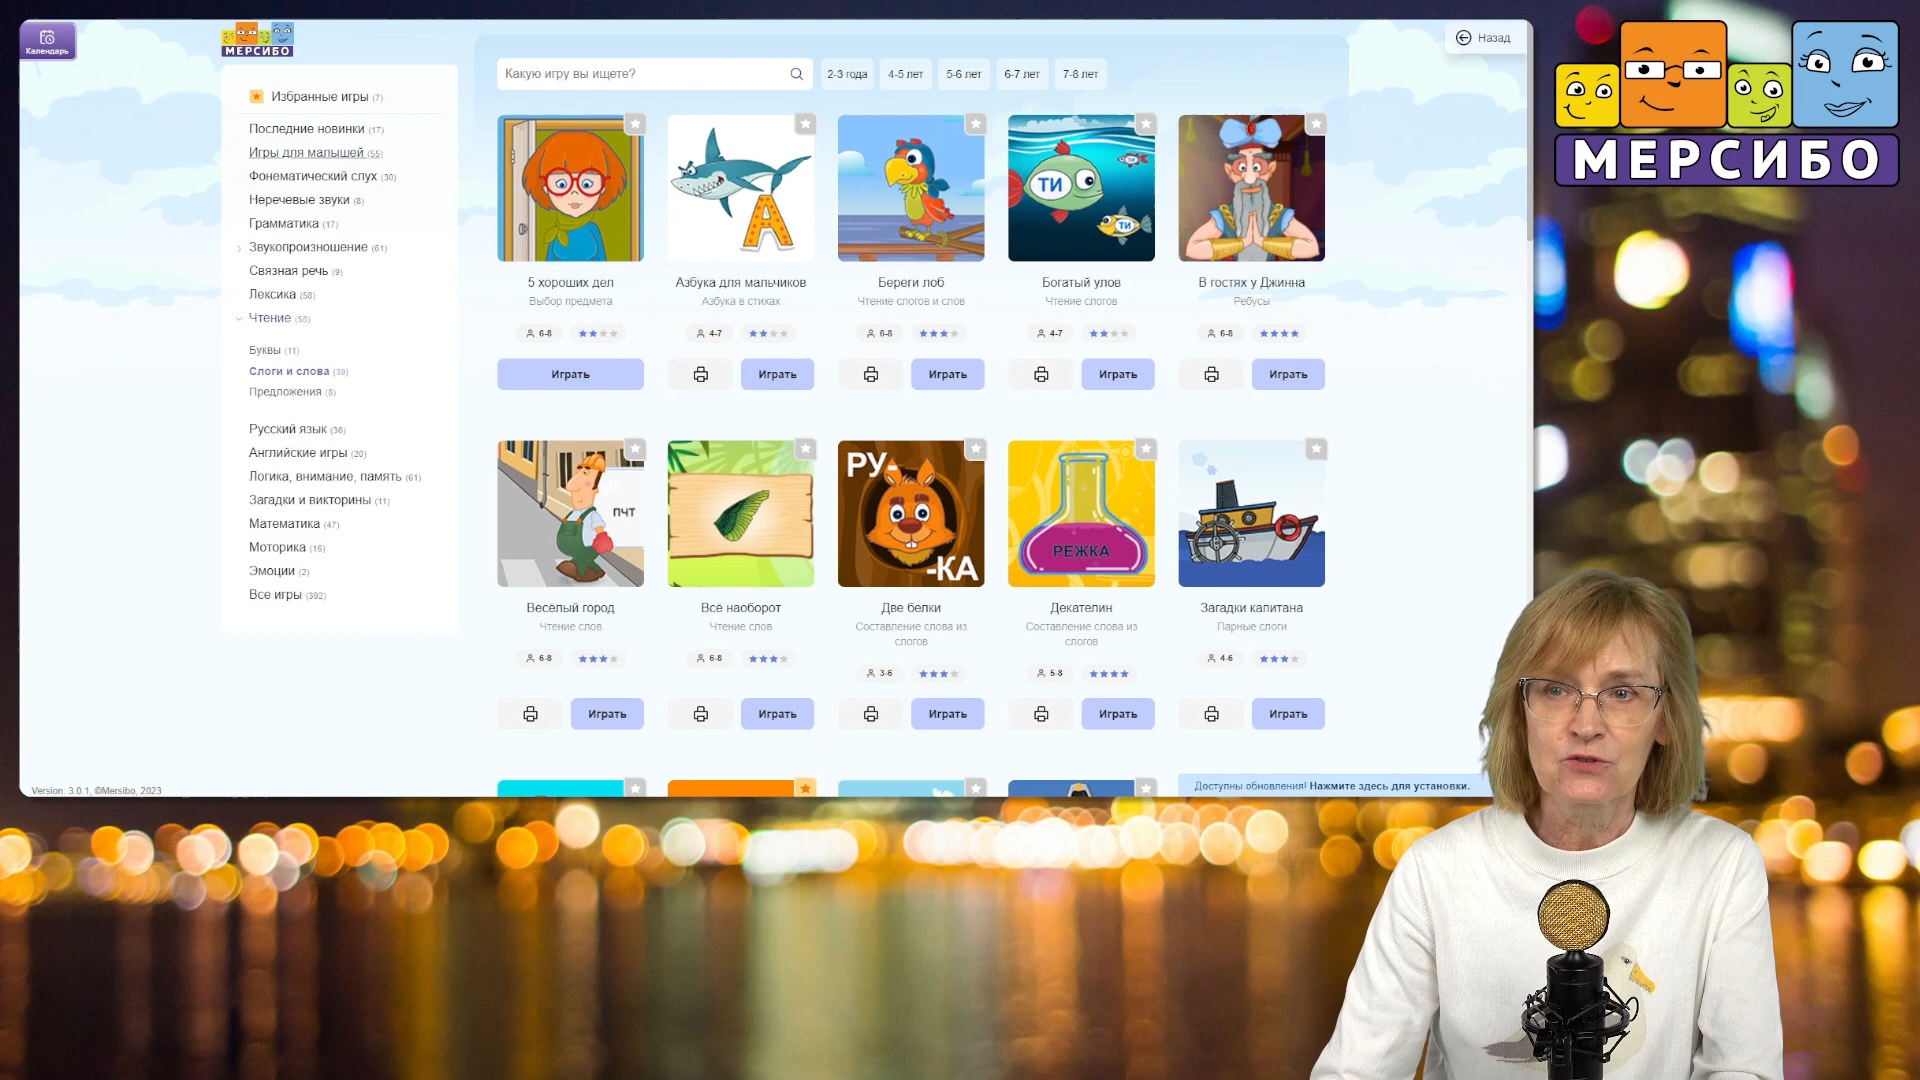 Календарь
МЕРСИБО
Назад
Избранные игры (7)
Последние новинки (17)
Игры для малышей (55)
Фонематический слух (30)
Неречевые звуки (8)
Грамматика (17)
Звукопроизношение (61)
Связная речь (9)
Лексика (58)
Чтение (58)
Буквы (11)
Слоги и слова (39)
Предложения (8)
Русский язык (36)
Английские игры (20)
Логика, внимание, память (61)
Загадки и викторины (11)
Математика (47)
Моторика (16)
Эмоции (2)
Все игры (392)
Какую игру вы ищете?
2-3 года
4-5 лет
5-6 лет
6-7 лет
7-8 лет
А
ТИ
ТИ
ТИ
5 хороших дел
Выбор предмета
6-8
Играть
Азбука для мальчиков
Азбука в стихах
4-7
Играть
Береги лоб
Чтение слогов и слов
6-8
Играть
Богатый улов
Чтение слогов
4-7
Играть
В гостях у Джинна
Ребусы
6-8
Играть
ПЧТ
РУ-
-КА
РЕЖКА
Весёлый город
Чтение слов
6-8
Играть
Всё наоборот
Чтение слов
6-8
Играть
Две белки
Составление слова из
слогов
3-6
Играть
Декателин
Составление слова из
слогов
5-8
Играть
Загадки капитана
Парные слоги
4-6
Играть
Version: 3.0.1, ©Mersibo, 2023
Доступны обновления! Нажмите здесь для установки.
МЕРСИБО